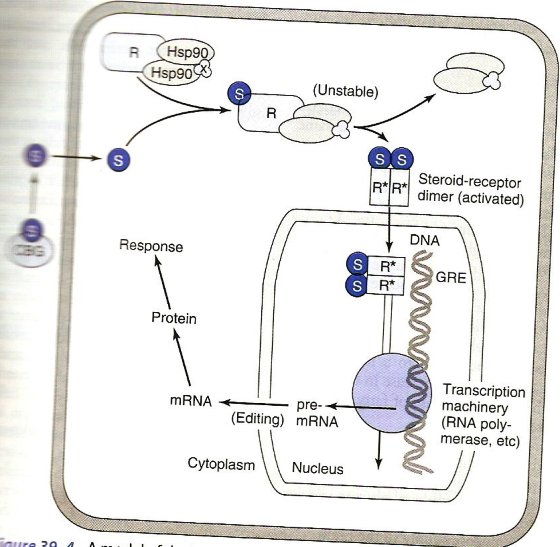 R
Hsp90
Hsp90
X
S
R
(Unstable)
S
S
S
CBG
S S
R* R*
Steroid-receptor
dimer (activated)
S R*
S R*
DNA
GRE
Response
Protein
mRNA
(Editing)
pre-
mRNA
Transcription
machinery
(RNA poly-
merase, etc)
Cytoplasm
Nucleus
Figure 39–4. A model of